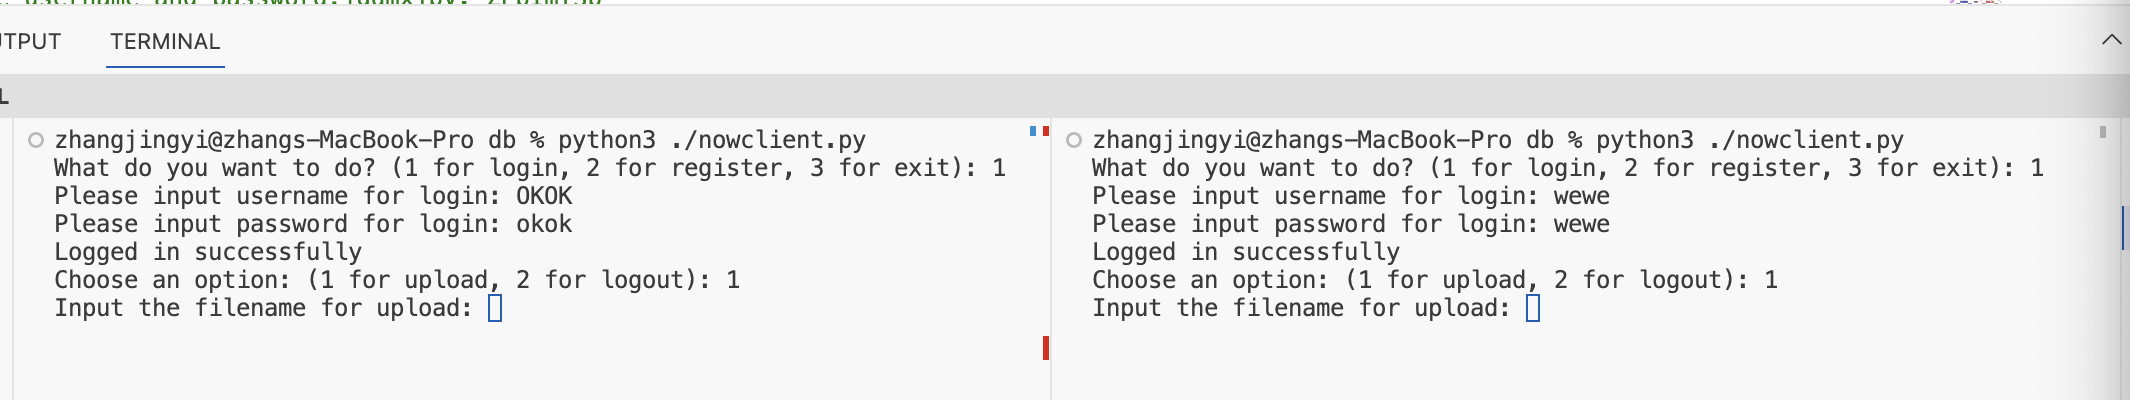 username and password:
UTPUT TERMINAL
L
zhangjingyi@zhangs-MacBook-Pro db % python3 ./nowclient.py
What do you want to do? (1 for login, 2 for register, 3 for exit): 1
Please input username for login: OKOK
Please input password for login: okok
Logged in successfully
Choose an option: (1 for upload, 2 for logout): 1
Input the filename for upload:
zhangjingyi@zhangs-MacBook-Pro db % python3 ./nowclient.py
What do you want to do? (1 for login, 2 for register, 3 for exit): 1
Please input username for login: wewe
Please input password for login: wewe
Logged in successfully
Choose an option: (1 for upload, 2 for logout): 1
Input the filename for upload: